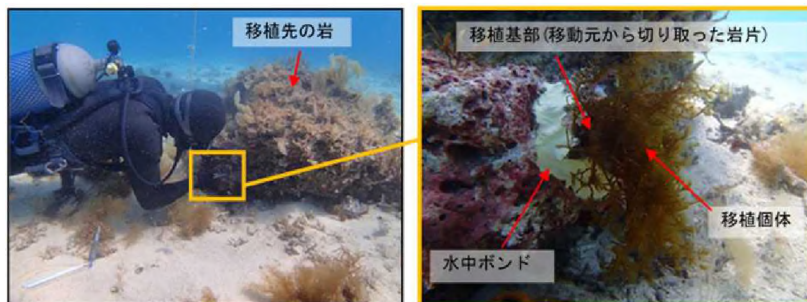 移植先の岩
移植基部(移動元から切り取った岩片)
移植個体
水中ボンド